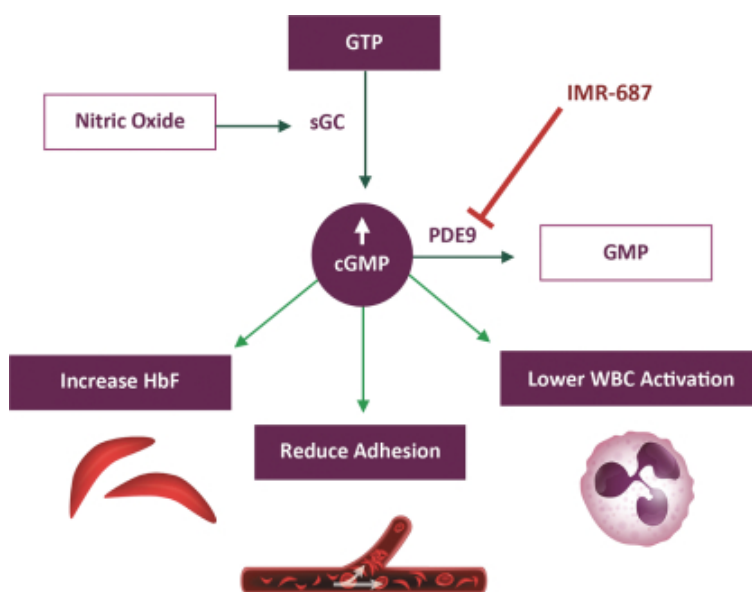 GTP
IMR-687
Nitric Oxide
sGC
PDE9
cGMP
GMP
Increase HbF
Lower WBC Activation
Reduce Adhesion